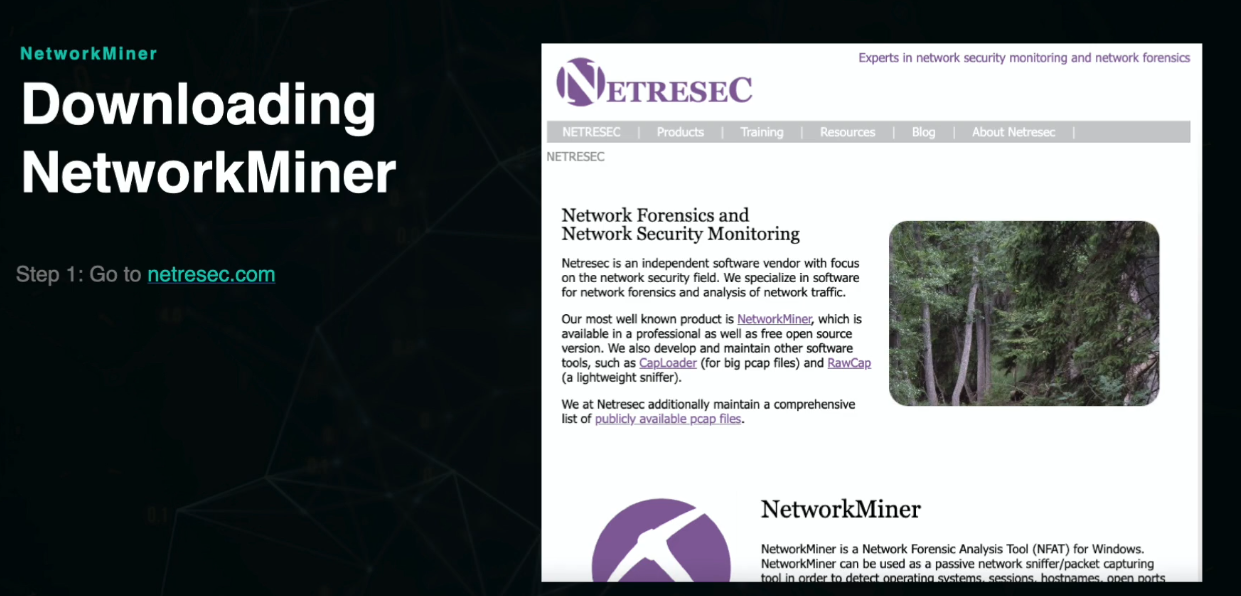 NetworkMiner
Downloading
NetworkMiner
Step 1: Go to netresec.com
Experts in network security monitoring and network forensics
NETRESEC
NETRESEC | Products | Training | Resources | Blog | About Netresec |
NETRESEC
Network Forensics and
Network Security Monitoring
Netresec is an independent software vendor with focus
on the network security field. We specialize in software
for network forensics and analysis of network traffic.
Our most well known product is NetworkMiner, which is
available in a professional as well as free open source
version. We also develop and maintain other software
tools, such as CapLoader (for big pcap files) and RawCap
(a lightweight sniffer).
We at Netresec additionally maintain a comprehensive
list of publicly available pcap files.
NetworkMiner
NetworkMiner is a Network Forensic Analysis Tool (NFAT) for Windows.
NetworkMiner can be used as a passive network sniffer/packet capturing
tool in order to detect operating systems, sessions, hostnames, open ports